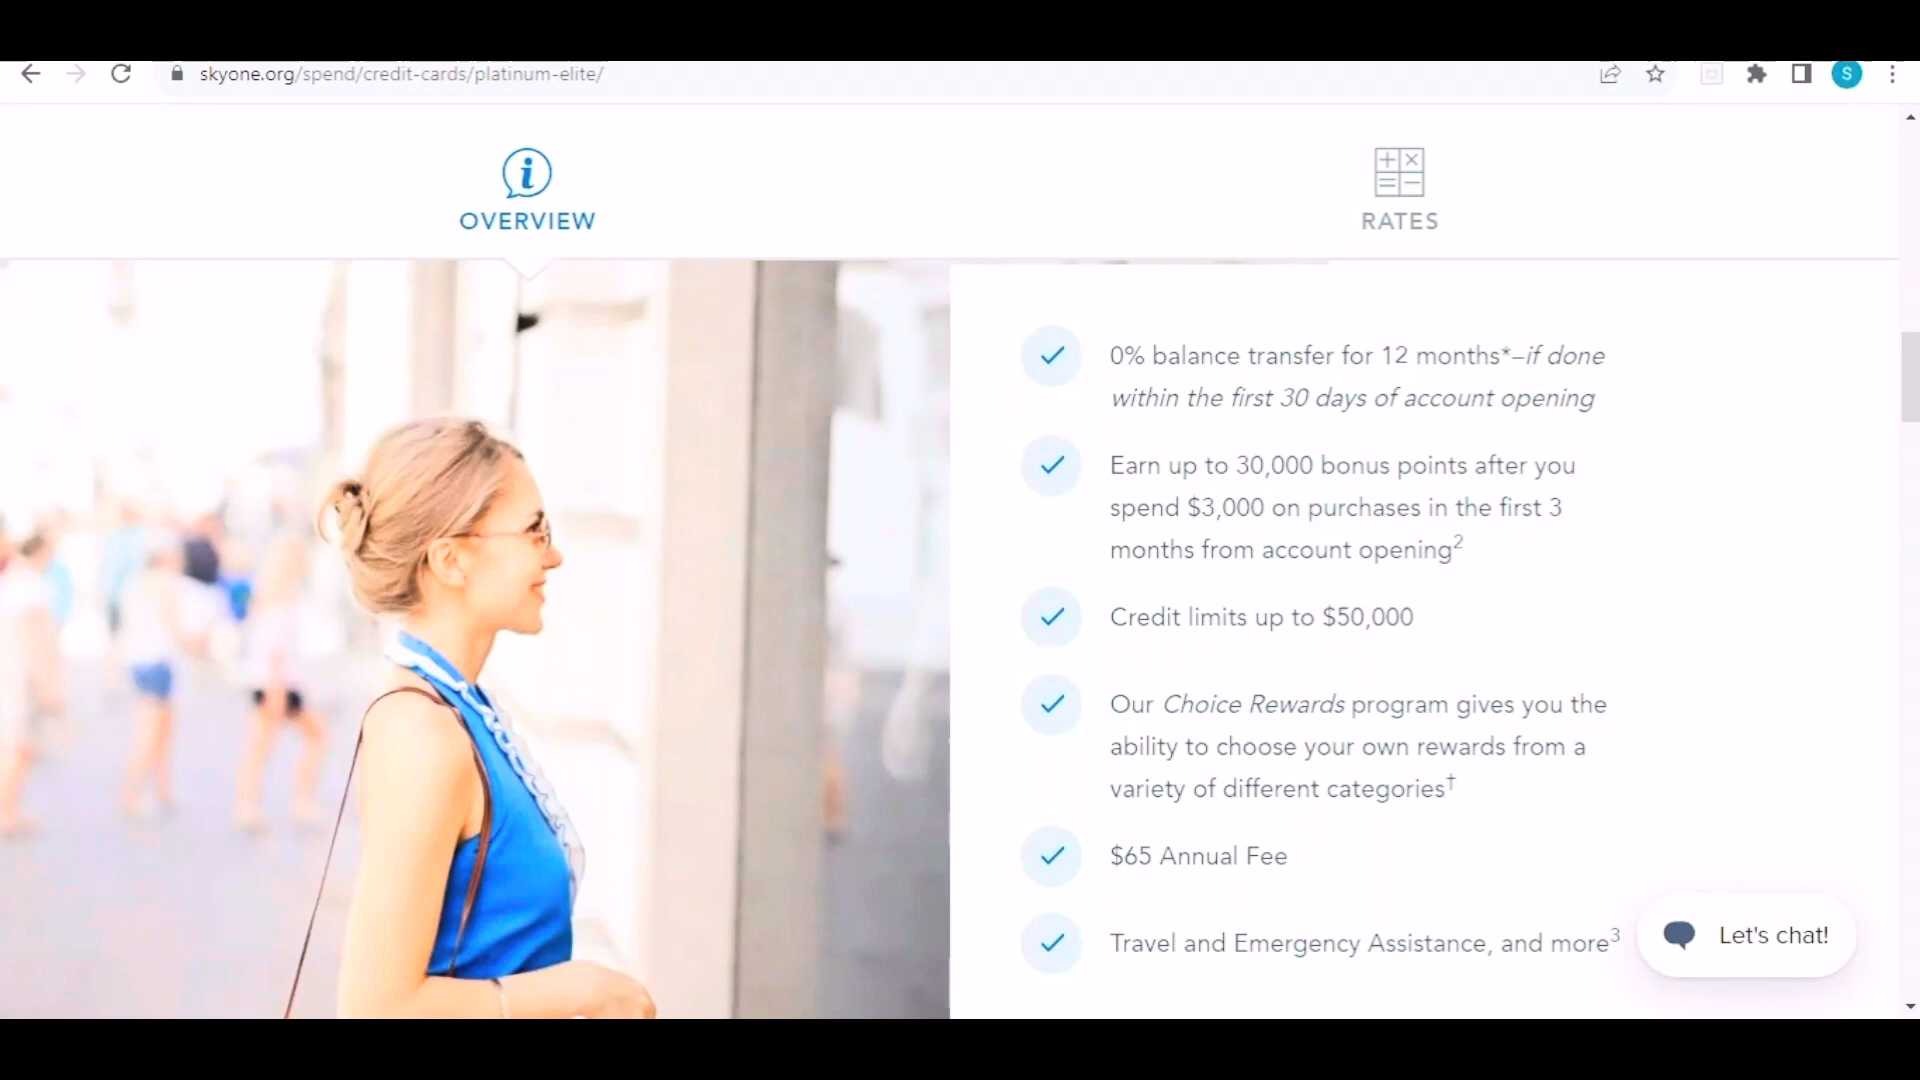 skyone.org/spend/credit-cards/platinum-elite/
S
OVERVIEW
RATES
0% balance transfer for 12 months*–if done
within the first 30 days of account opening
Earn up to 30,000 bonus points after you
spend $3,000 on purchases in the first 3
months from account opening2
Credit limits up to $50,000
Our Choice Rewards program gives you the
ability to choose your own rewards from a
variety of different categories†
$65 Annual Fee
Travel and Emergency Assistance, and more3
Let's chat!